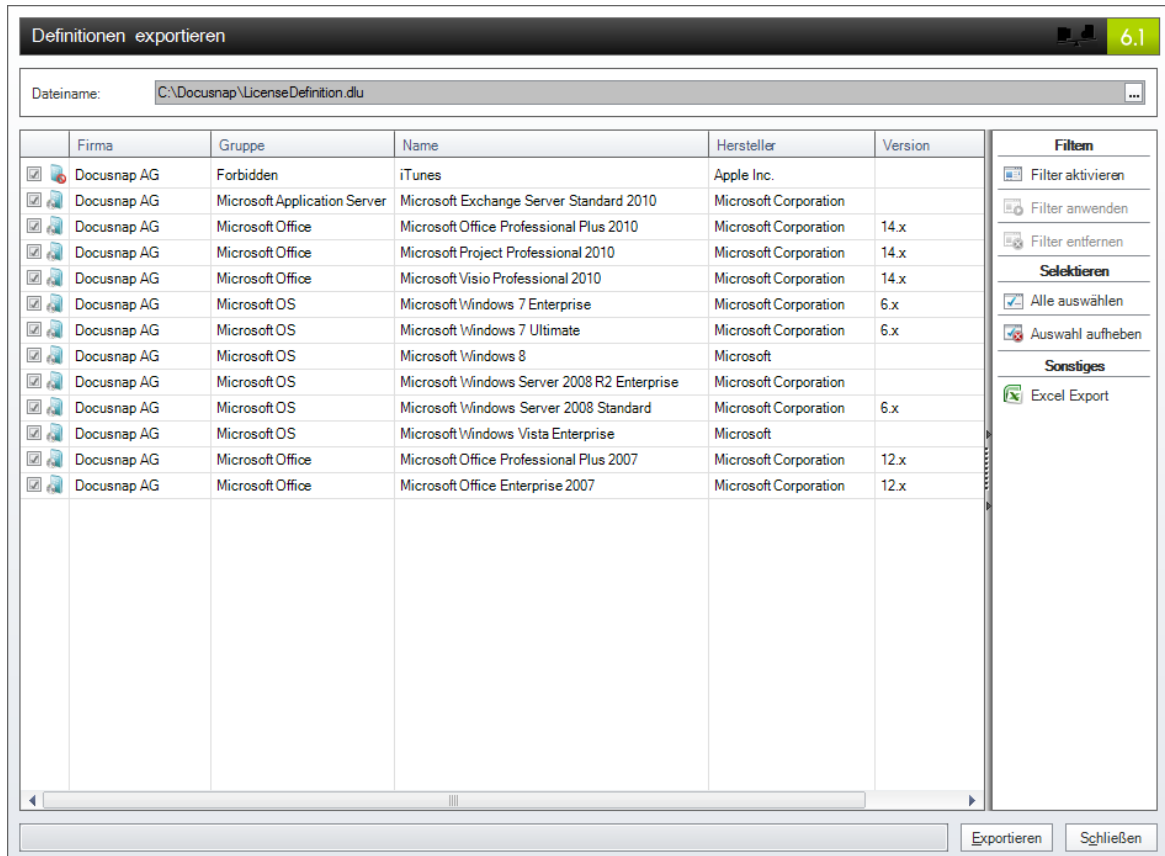 Definitionen exportieren 6.1
Dateiname: C:\Docusnap\LicenseDefinition.dlu ...
Firma Gruppe Name Hersteller Version
Docusnap AG Forbidden iTunes Apple Inc.
Docusnap AG Microsoft Application Server Microsoft Exchange Server Standard 2010 Microsoft Corporation
Docusnap AG Microsoft Office Microsoft Office Professional Plus 2010 Microsoft Corporation 14.x
Docusnap AG Microsoft Office Microsoft Project Professional 2010 Microsoft Corporation 14.x
Docusnap AG Microsoft Office Microsoft Visio Professional 2010 Microsoft Corporation 14.x
Docusnap AG Microsoft OS Microsoft Windows 7 Enterprise Microsoft Corporation 6.x
Docusnap AG Microsoft OS Microsoft Windows 7 Ultimate Microsoft Corporation 6.x
Docusnap AG Microsoft OS Microsoft Windows 8 Microsoft
Docusnap AG Microsoft OS Microsoft Windows Server 2008 R2 Enterprise Microsoft Corporation
Docusnap AG Microsoft OS Microsoft Windows Server 2008 Standard Microsoft Corporation 6.x
Docusnap AG Microsoft OS Microsoft Windows Vista Enterprise Microsoft
Docusnap AG Microsoft Office Microsoft Office Professional Plus 2007 Microsoft Corporation 12.x
Docusnap AG Microsoft Office Microsoft Office Enterprise 2007 Microsoft Corporation 12.x
Filtern
Filter aktivieren
Filter anwenden
Filter entfernen
Selektieren
Alle auswählen
Auswahl aufheben
Sonstiges
Excel Export
Exportieren Schließen